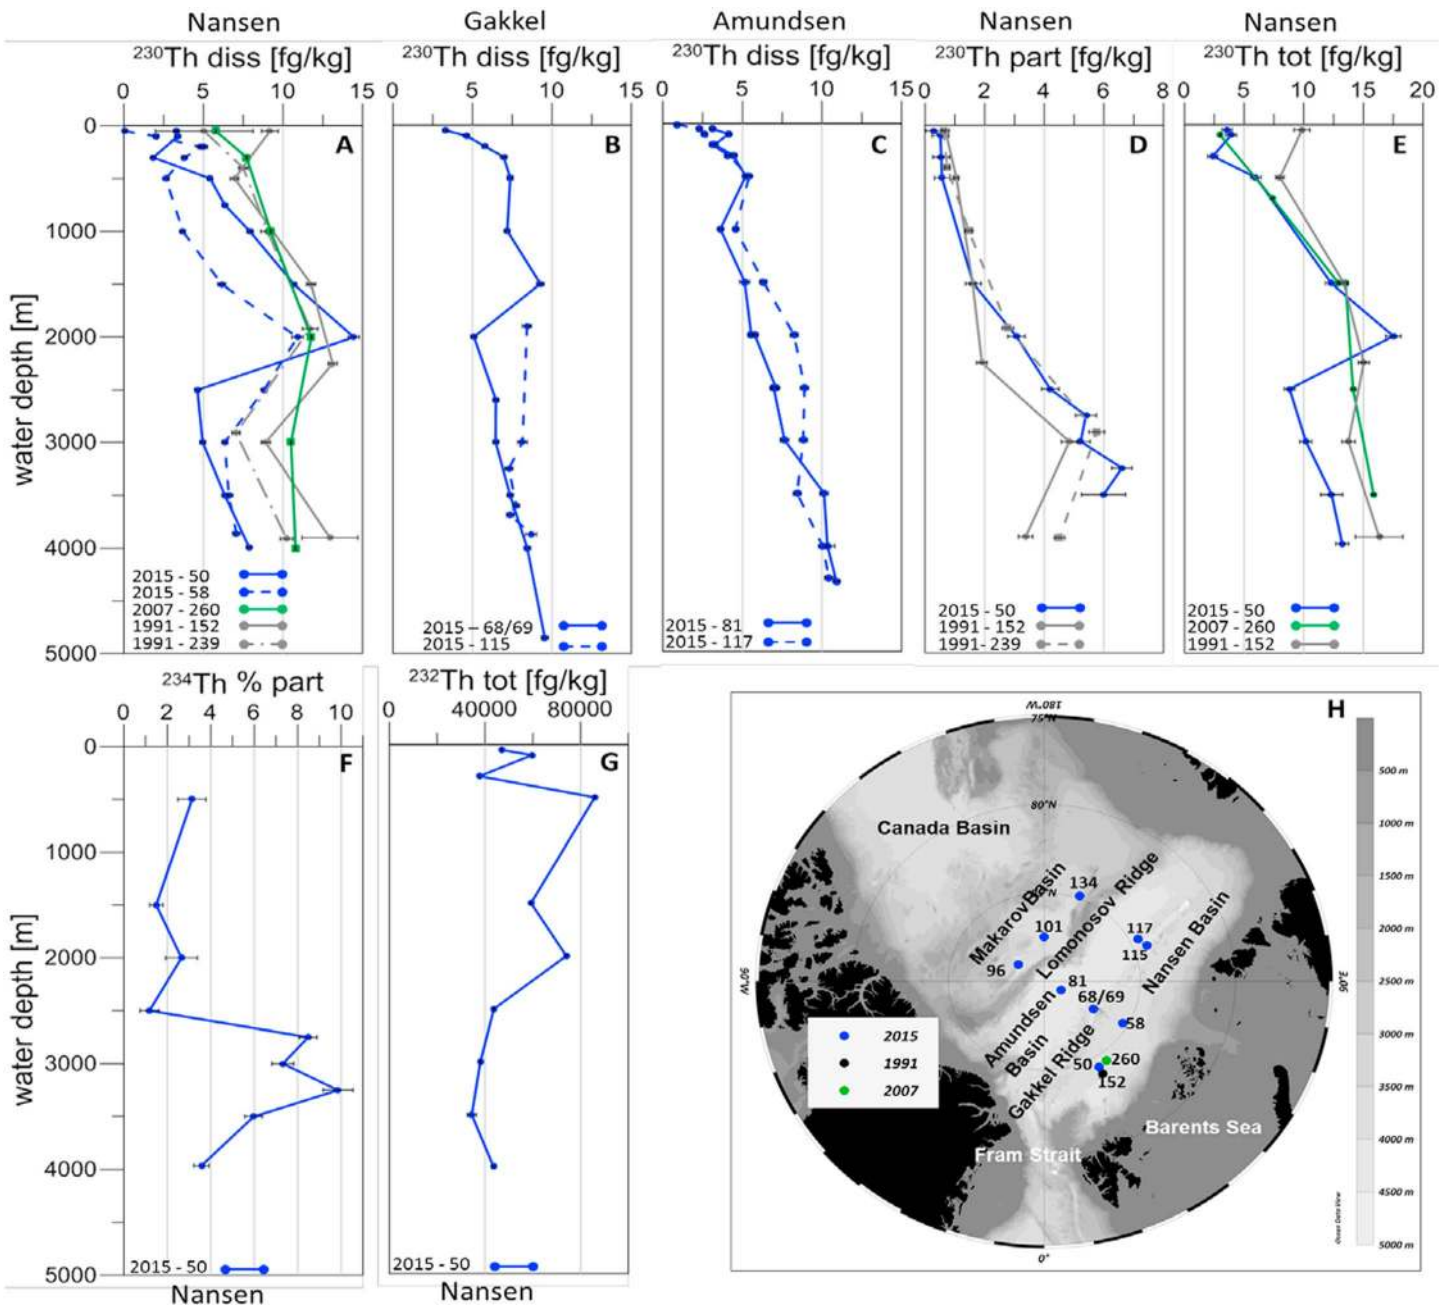 Nansen Gakkel Amundsen Nansen Nansen
²³⁰Th diss [fg/kg] ²³⁰Th diss [fg/kg] ²³⁰Th diss [fg/kg] ²³⁰Th part [fg/kg] ²³⁰Th tot [fg/kg]
0 5 10 15 0 5 10 15 0 5 10 15 0 2 4 6 8 0 5 10 15 20
A B C D E
water depth [m]
0
1000
2000
3000
4000
5000
2015 - 50
2015 - 58
2007 - 260
1991 - 152
1991 - 239
2015 – 68/69
2015 - 115
2015 - 81
2015 - 117
2015 - 50
1991 - 152
1991- 239
2015 - 50
2007 - 260
1991 - 152
²³⁴Th % part ²³²Th tot [fg/kg]
0 2 4 6 8 10 0 40000 80000
F G H
water depth [m]
0
1000
2000
3000
4000
5000
2015 - 50
2015 - 50
Nansen Nansen
180°W
75°N
80°N
90°W
90°E
0°
Canada Basin
Makarov Basin
Lomonosov Ridge
Amundsen Basin
Gakkel Ridge
Nansen Basin
Barents Sea
Fram Strait
134
101
96
117
115
81
68/69
58
50
260
152
2015
1991
2007
500 m
1000 m
1500 m
2000 m
2500 m
3000 m
3500 m
4000 m
4500 m
5000 m
Ocean Data View